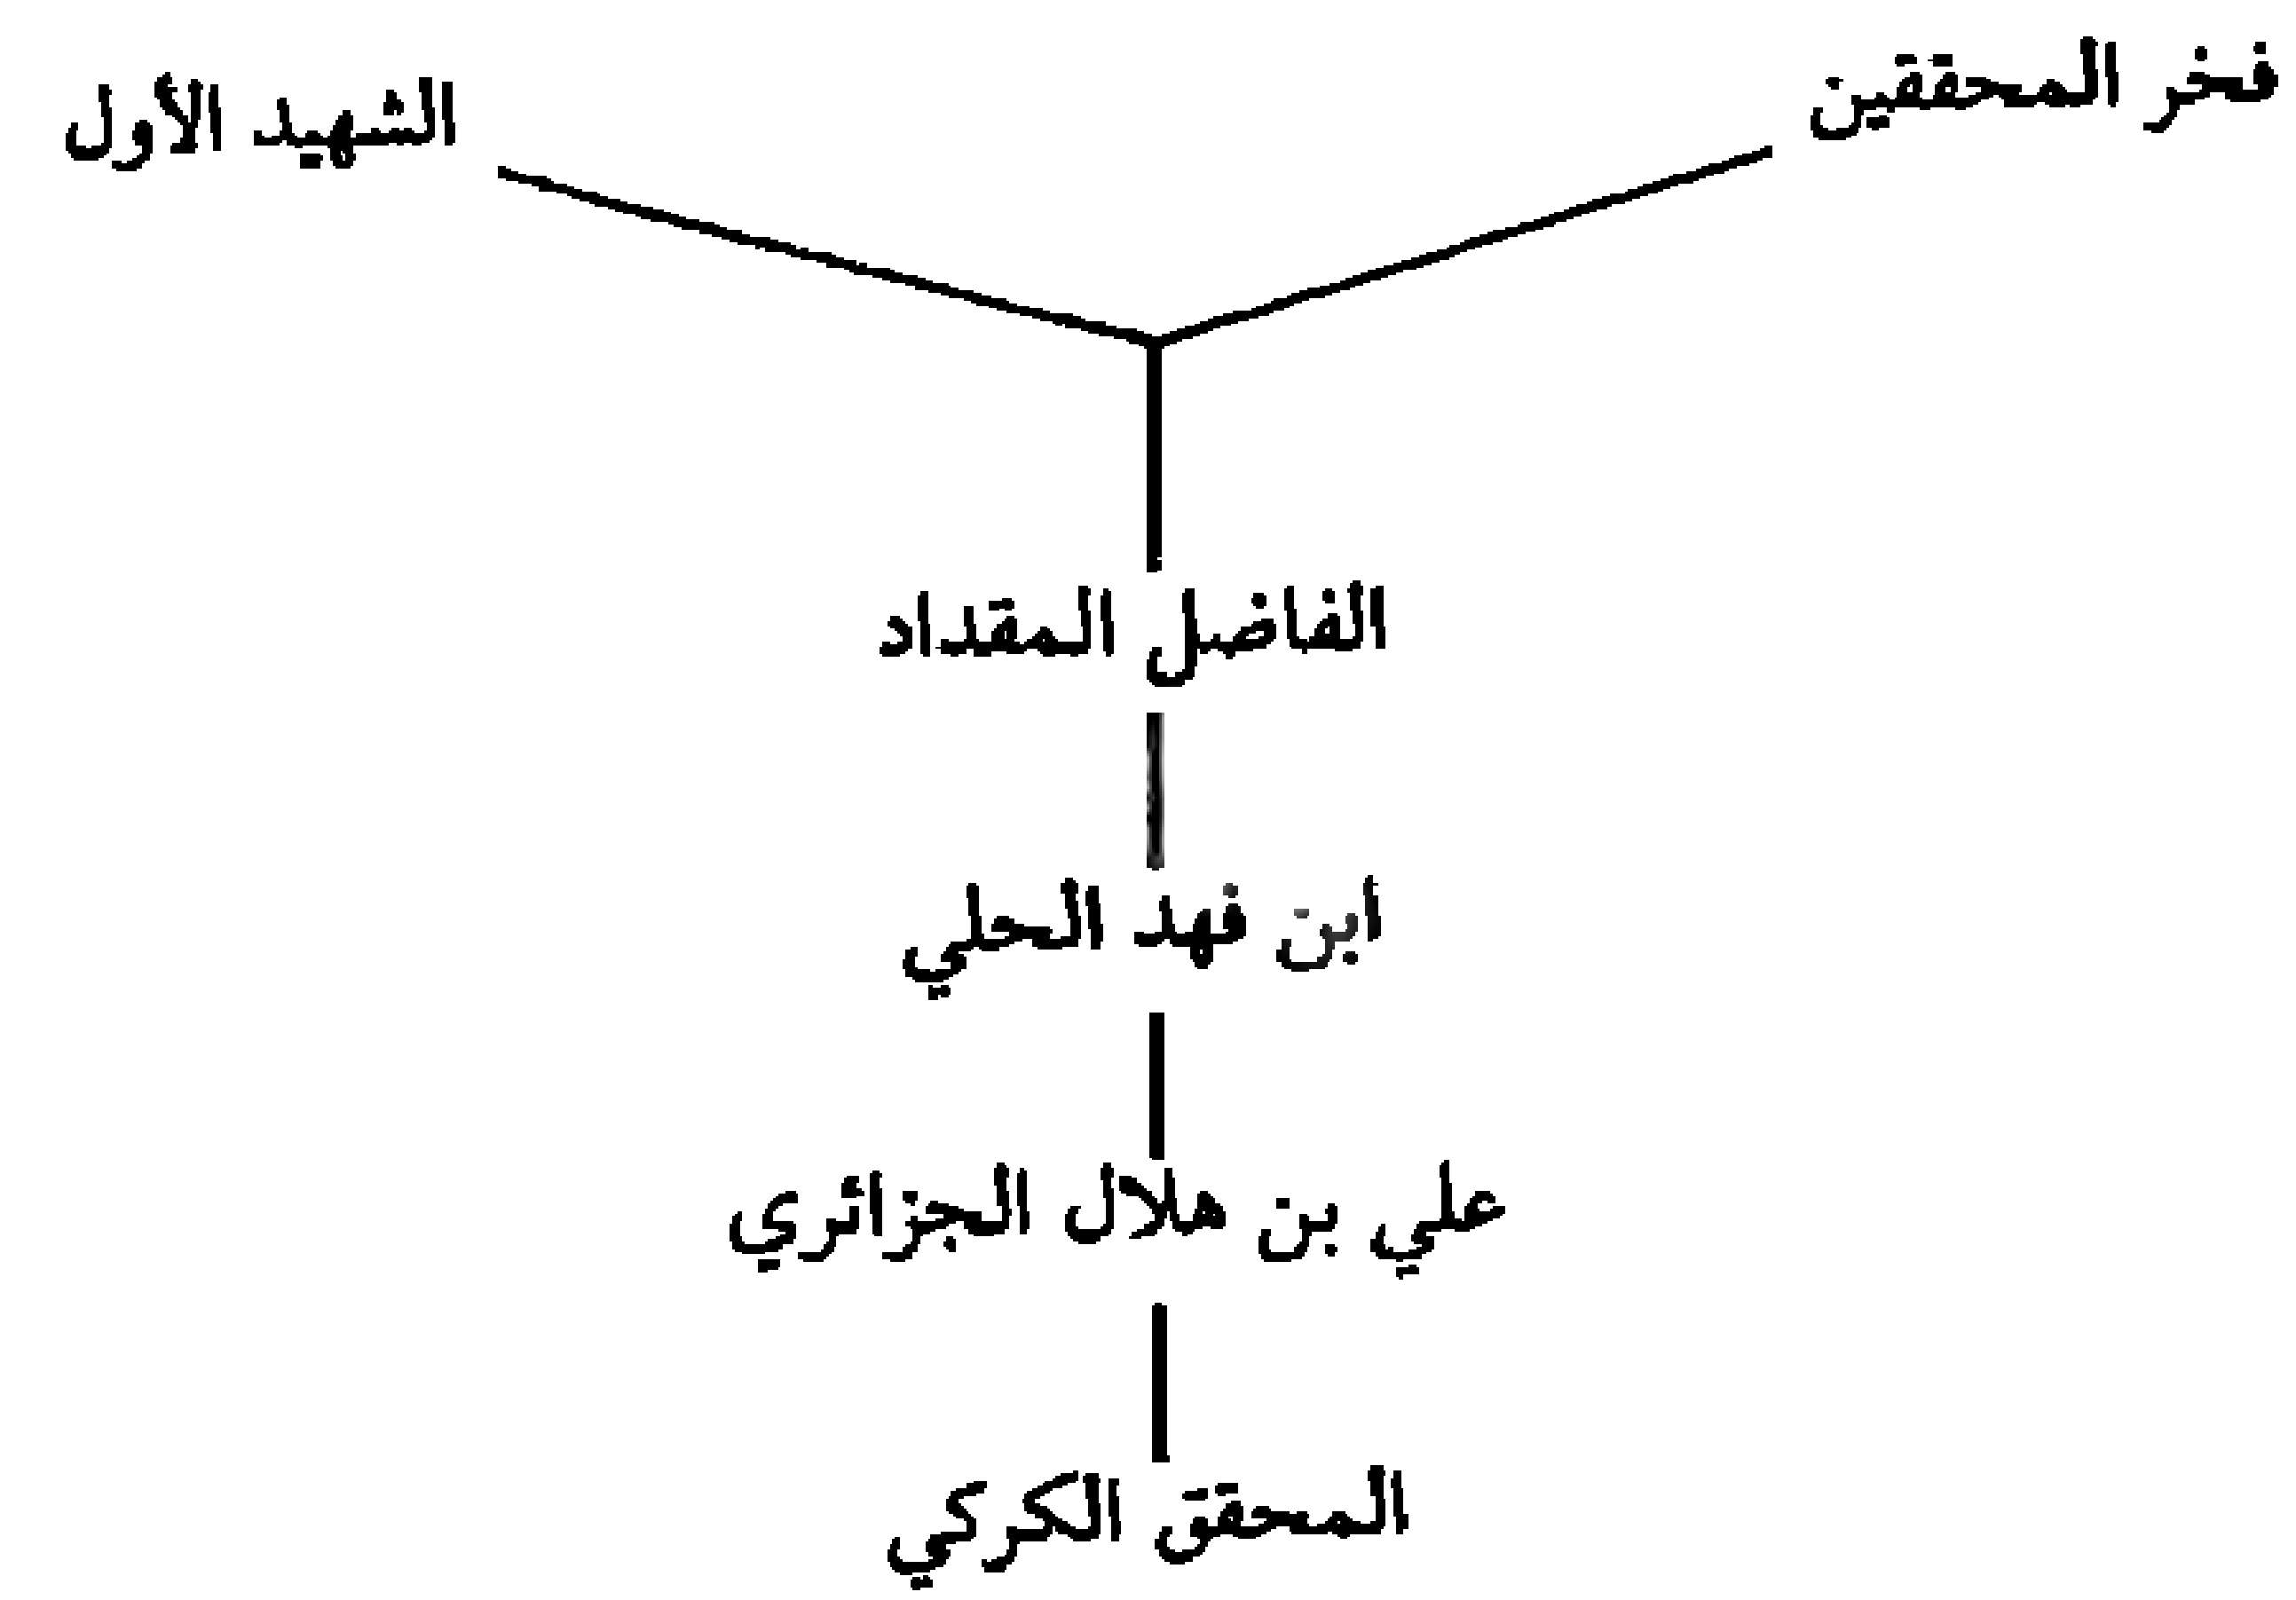 فخر المحققين
الشهيد الأول
الفاضل المقداد
ابن فهد الحلي
علي بن هلال الجزائري
المحقق الكركي